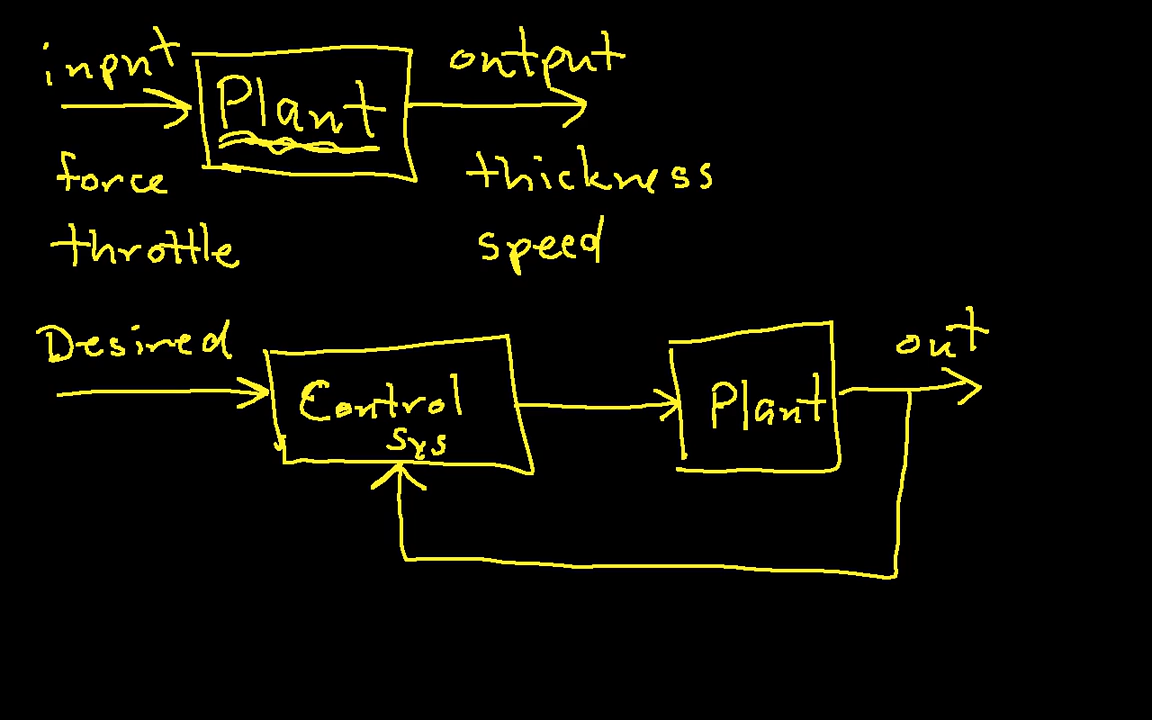 input Plant output
force thickness
throttle speed
Desired Control sys Plant out